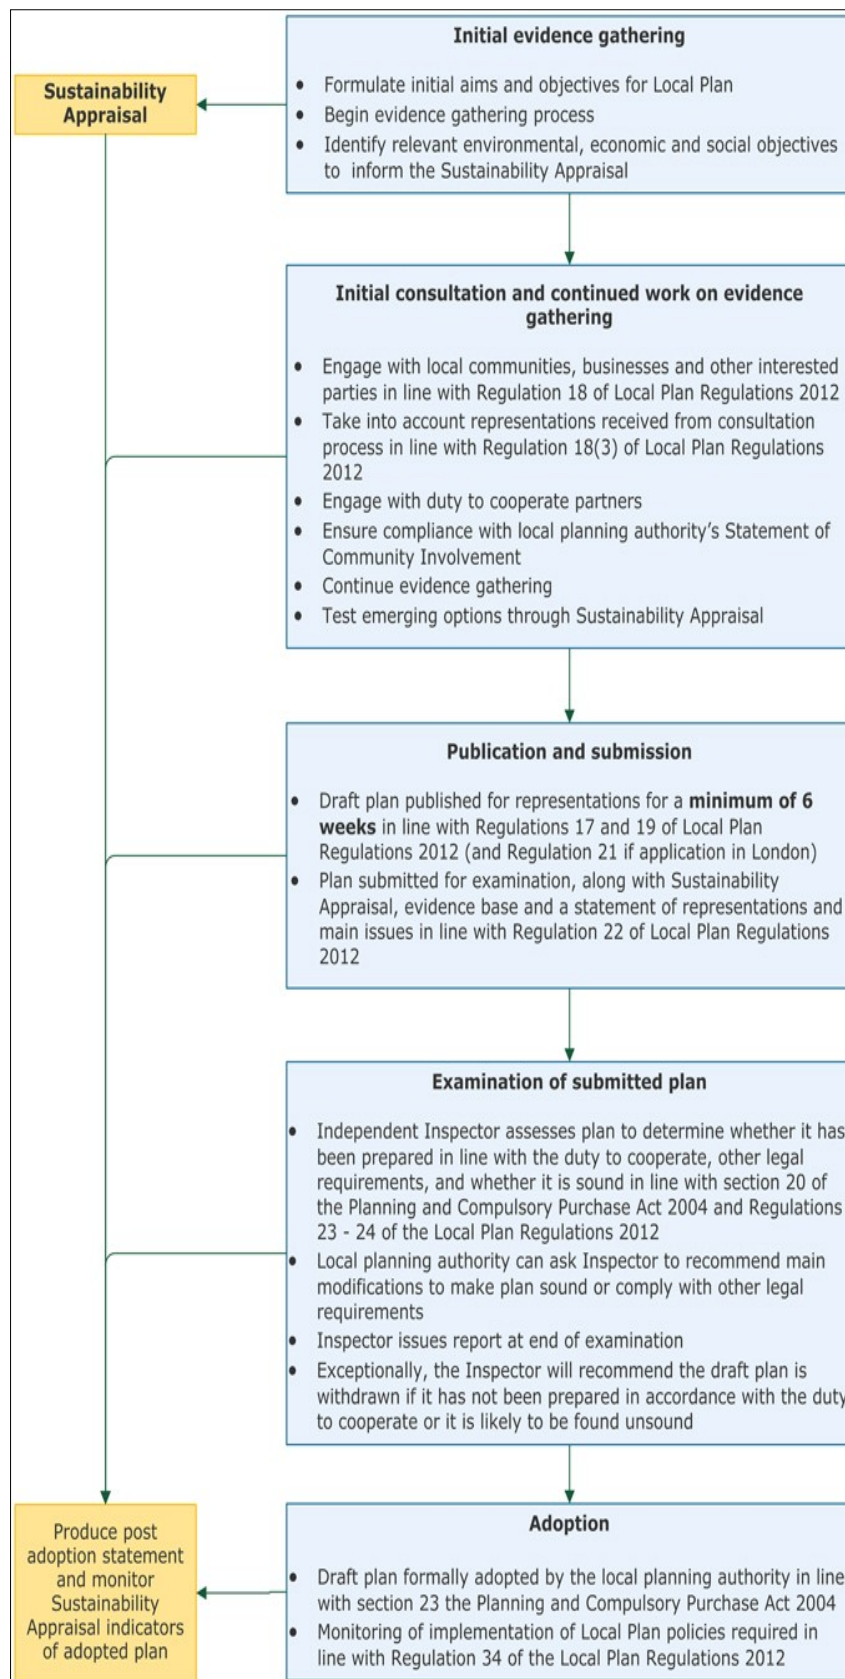 Initial evidence gathering
• Formulate initial aims and objectives for Local Plan
• Begin evidence gathering process
• Identify relevant environmental, economic and social objectives
to inform the Sustainability Appraisal
Sustainability
Appraisal
Initial consultation and continued work on evidence
gathering
• Engage with local communities, businesses and other interested
parties in line with Regulation 18 of Local Plan Regulations 2012
• Take into account representations received from consultation
process in line with Regulation 18(3) of Local Plan Regulations
2012
• Engage with duty to cooperate partners
• Ensure compliance with local planning authority's Statement of
Community Involvement
• Continue evidence gathering
• Test emerging options through Sustainability Appraisal
Publication and submission
• Draft plan published for representations for a minimum of 6
weeks in line with Regulations 17 and 19 of Local Plan
Regulations 2012 (and Regulation 21 if application in London)
• Plan submitted for examination, along with Sustainability
Appraisal, evidence base and a statement of representations and
main issues in line with Regulation 22 of Local Plan Regulations
2012
Examination of submitted plan
• Independent Inspector assesses plan to determine whether it has
been prepared in line with the duty to cooperate, other legal
requirements, and whether it is sound in line with section 20 of
the Planning and Compulsory Purchase Act 2004 and Regulations
23 - 24 of the Local Plan Regulations 2012
• Local planning authority can ask Inspector to recommend main
modifications to make plan sound or comply with other legal
requirements
• Inspector issues report at end of examination
• Exceptionally, the Inspector will recommend the draft plan is
withdrawn if it has not been prepared in accordance with the duty
to cooperate or it is likely to be found unsound
Adoption
• Draft plan formally adopted by the local planning authority in line
with section 23 the Planning and Compulsory Purchase Act 2004
• Monitoring of implementation of Local Plan policies required in
line with Regulation 34 of the Local Plan Regulations 2012
Produce post
adoption statement
and monitor
Sustainability
Appraisal indicators
of adopted plan